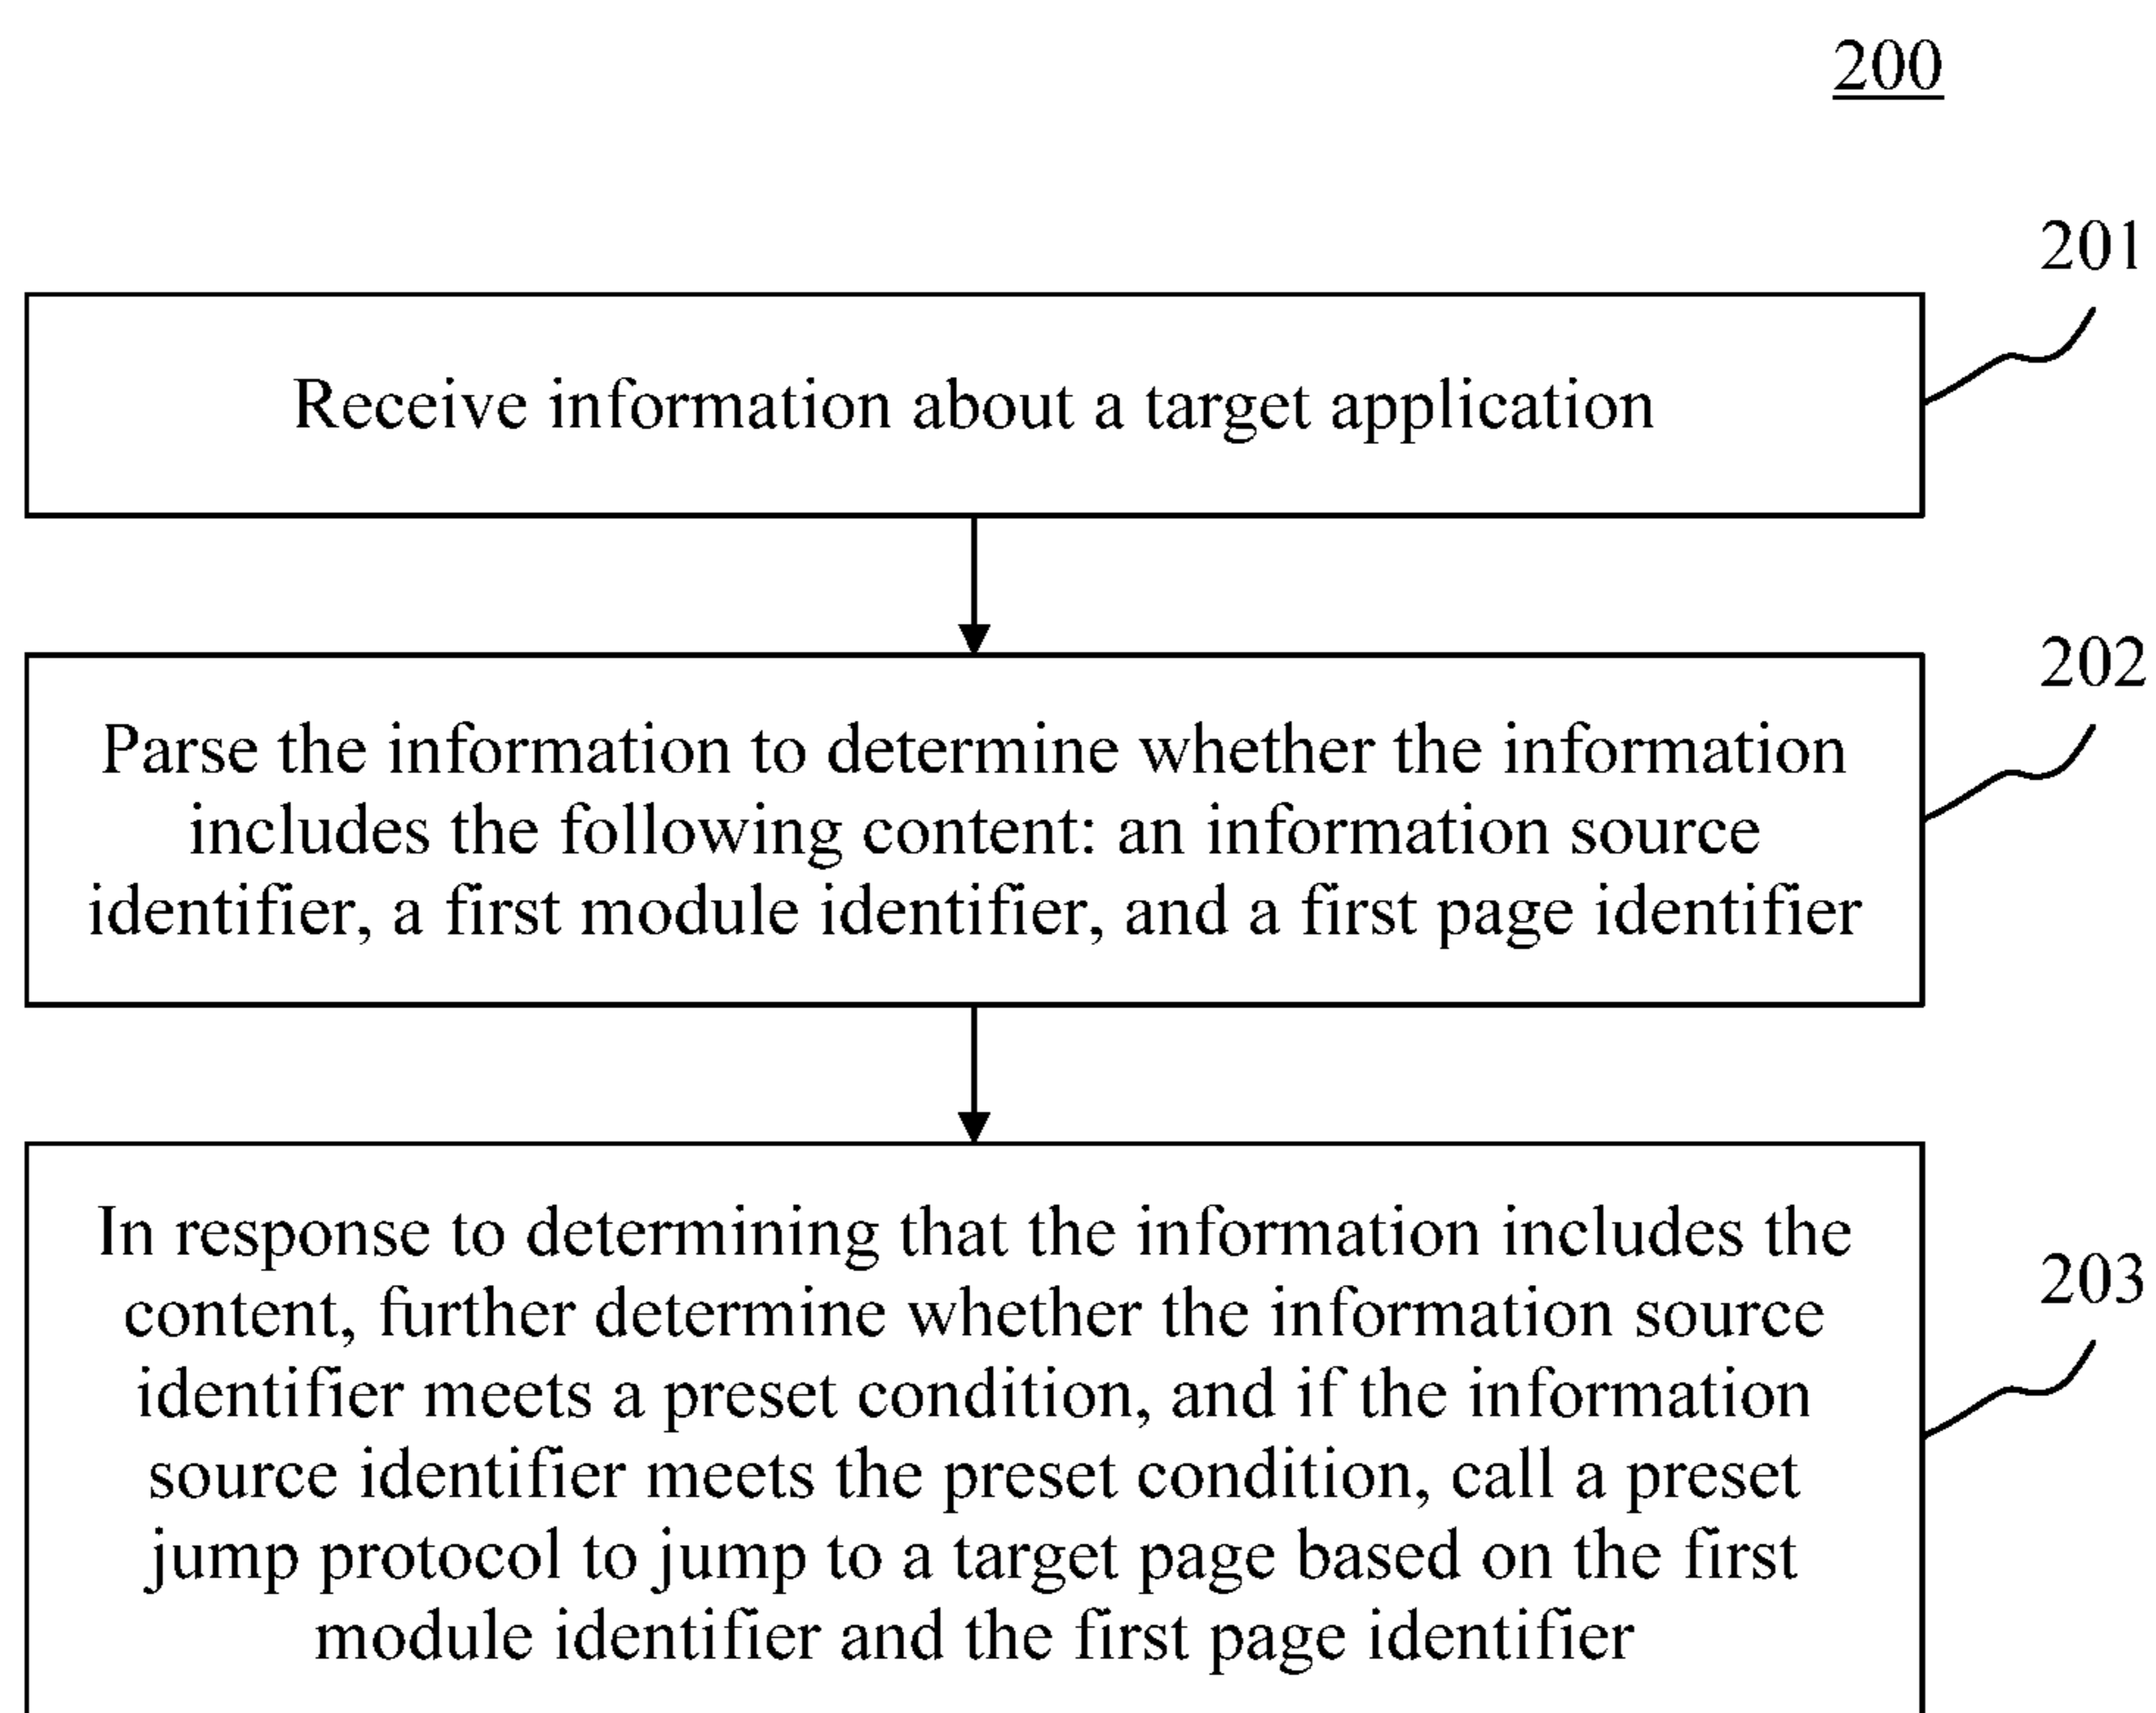 200
201
Receive information about a target application
202
Parse the information to determine whether the information
includes the following content: an information source
identifier, a first module identifier, and a first page identifier
203
In response to determining that the information includes the
content, further determine whether the information source
identifier meets a preset condition, and if the information
source identifier meets the preset condition, call a preset
jump protocol to jump to a target page based on the first
module identifier and the first page identifier